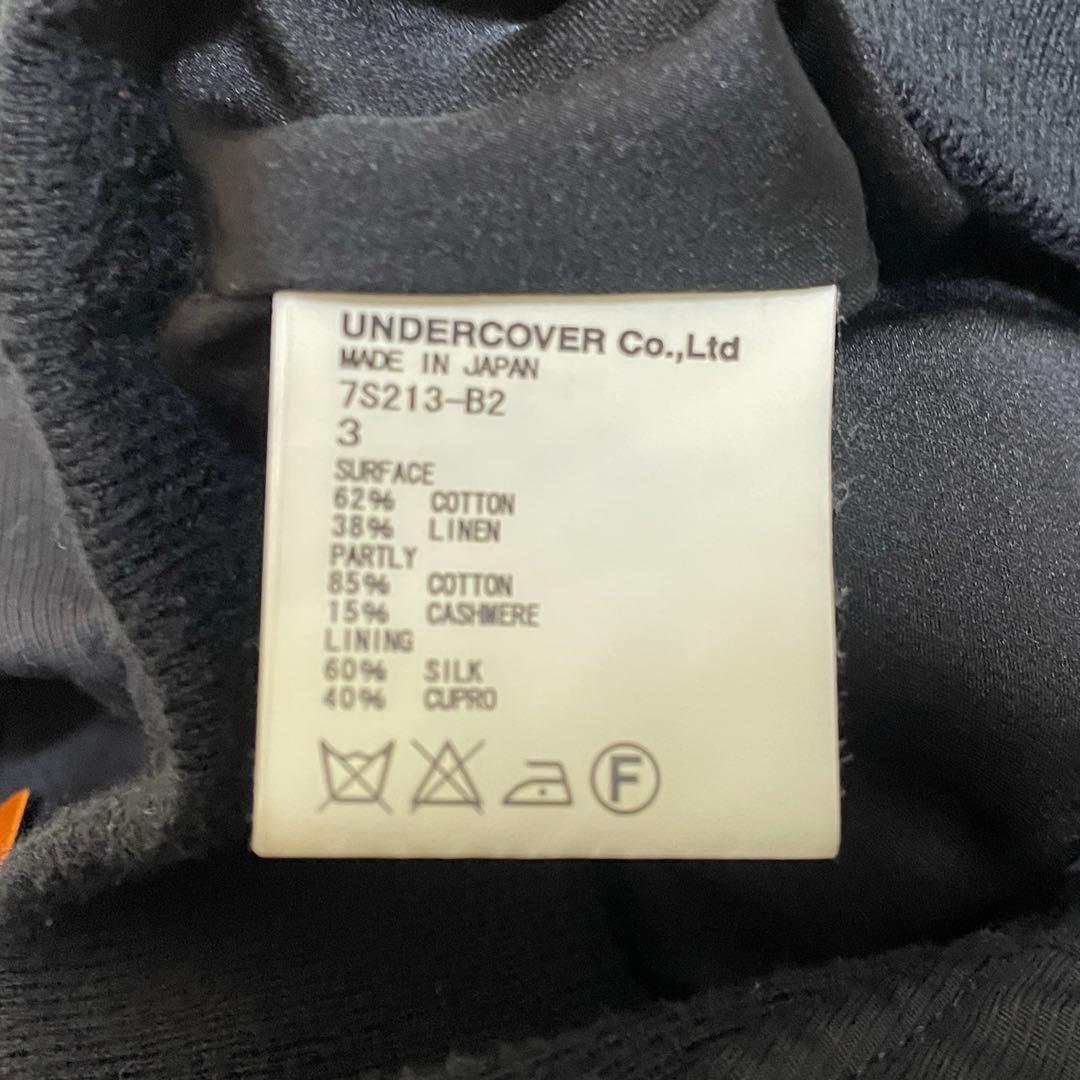 UNDERCOVER Co.,Ltd
MADE IN JAPAN
7S213-B2
3
SURFACE
62% COTTON
38% LINEN
PARTLY
85% COTTON
15% CASHMERE
LINING
60% SILK
40% CUPRO
F